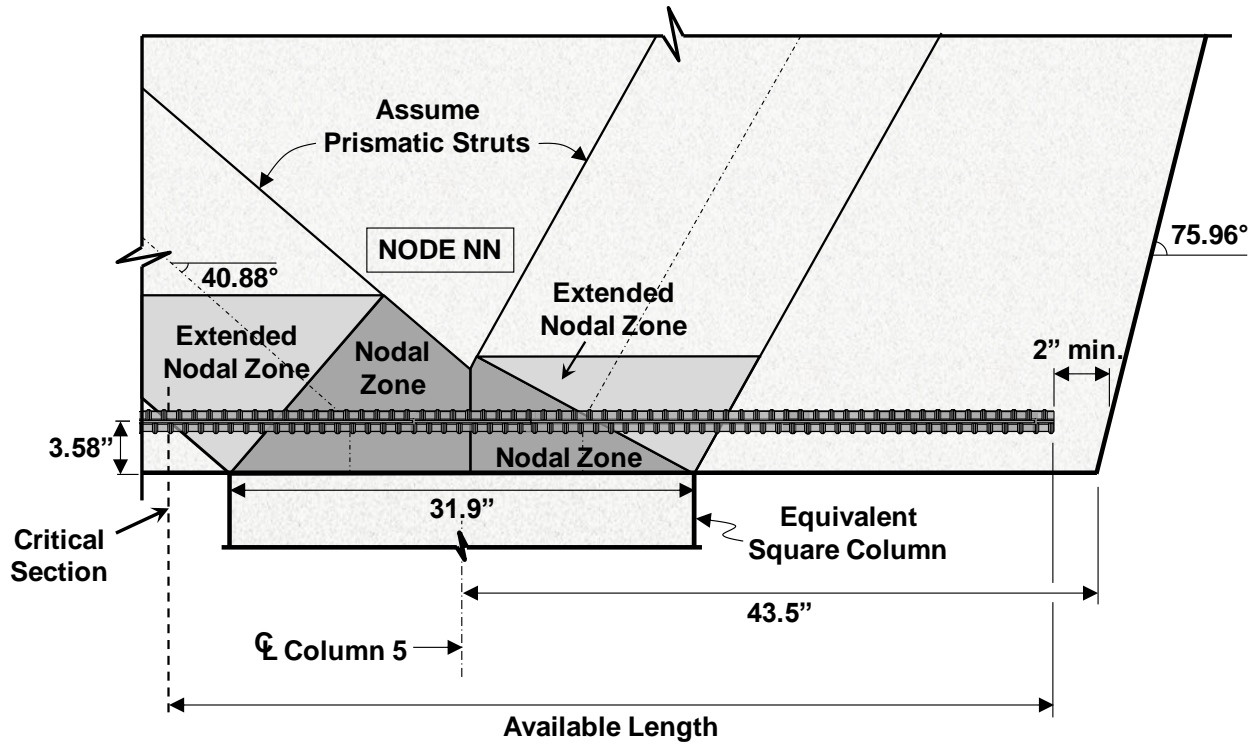 Assume
Prismatic Struts
NODE NN
75.96°
40.88°
Extended
Nodal Zone
Extended
Nodal Zone
Nodal
Zone
2” min.
3.58”
Nodal Zone
31.9”
Critical
Section
Equivalent
Square Column
43.5”
℄ Column 5
Available Length